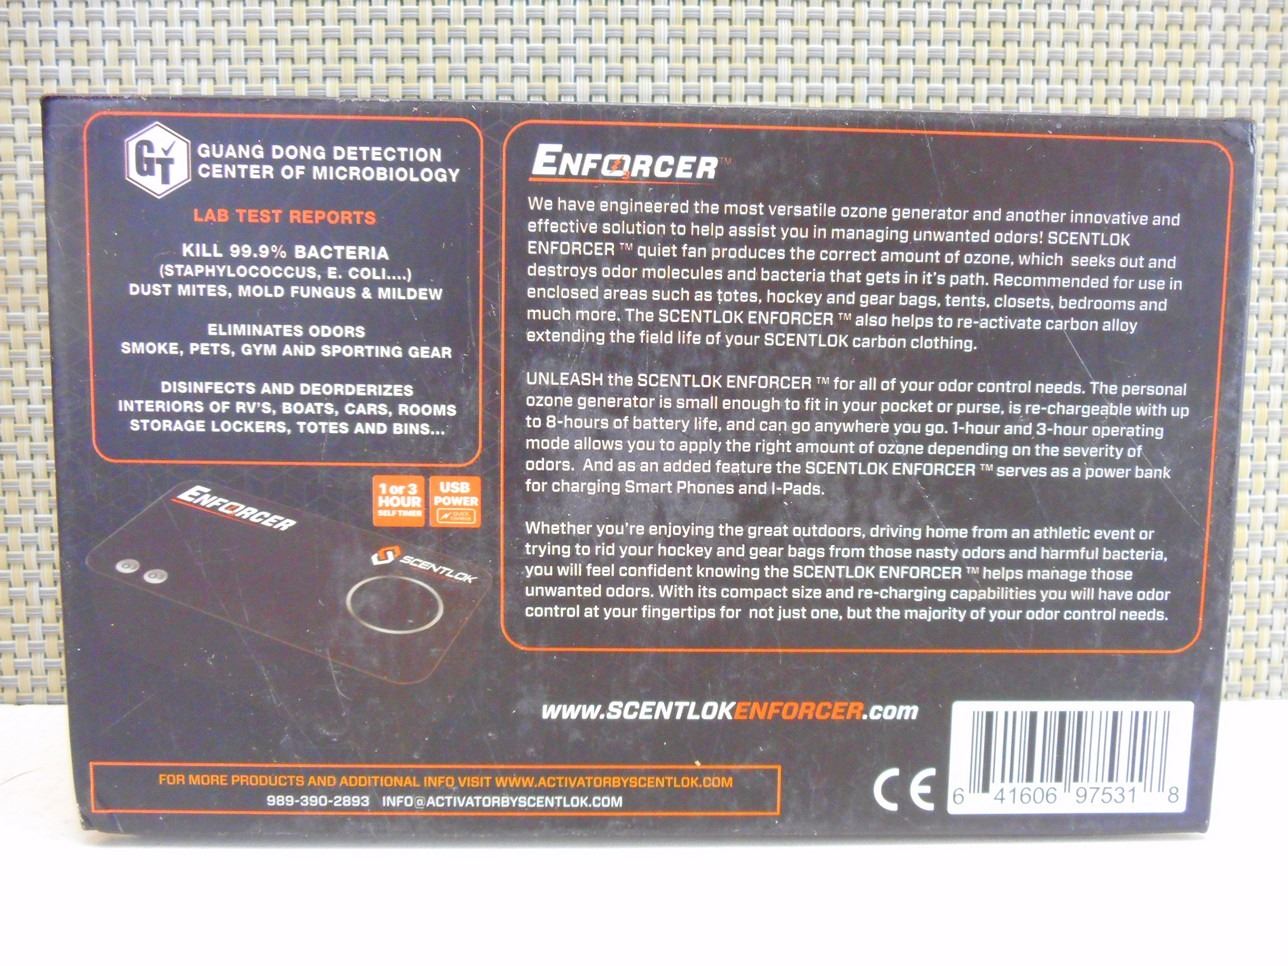 GT
GUANG DONG DETECTION
CENTER OF MICROBIOLOGY
LAB TEST REPORTS
KILL 99.9% BACTERIA
(STAPHYLOCOCCUS, E. COLI....)
DUST MITES, MOLD FUNGUS & MILDEW
ELIMINATES ODORS
SMOKE, PETS, GYM AND SPORTING GEAR
DISINFECTS AND DEORDERIZES
INTERIORS OF RV'S, BOATS, CARS, ROOMS
STORAGE LOCKERS, TOTES AND BINS...
1 or 3
HOUR
SELF TIMER
USB
POWER
ENFORCER
SCENTLOK
ENFORCER™
We have engineered the most versatile ozone generator and another innovative and
effective solution to help assist you in managing unwanted odors! SCENTLOK
ENFORCER ™ quiet fan produces the correct amount of ozone, which seeks out and
destroys odor molecules and bacteria that gets in it's path. Recommended for use in
enclosed areas such as totes, hockey and gear bags, tents, closets, bedrooms and
much more. The SCENTLOK ENFORCER ™ also helps to re-activate carbon alloy
extending the field life of your SCENTLOK carbon clothing.
UNLEASH the SCENTLOK ENFORCER ™ for all of your odor control needs. The personal
ozone generator is small enough to fit in your pocket or purse, is re-chargeable with up
to 8-hours of battery life, and can go anywhere you go. 1-hour and 3-hour operating
mode allows you to apply the right amount of ozone depending on the severity of
odors. And as an added feature the SCENTLOK ENFORCER ™ serves as a power bank
for charging Smart Phones and I-Pads.
Whether you're enjoying the great outdoors, driving home from an athletic event or
trying to rid your hockey and gear bags from those nasty odors and harmful bacteria,
you will feel confident knowing the SCENTLOK ENFORCER ™ helps manage those
unwanted odors. With its compact size and re-charging capabilities you will have odor
control at your fingertips for not just one, but the majority of your odor control needs.
www.SCENTLOKENFORCER.com
FOR MORE PRODUCTS AND ADDITIONAL INFO VISIT WWW.ACTIVATORBYSCENTLOK.COM
989-390-2893 INFO@ACTIVATORBYSCENTLOK.COM
CE
6 41606 97531 8